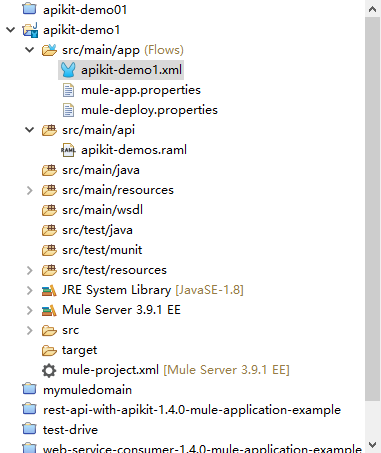 apikit-demo01
apikit-demo1
src/main/app (Flows)
apikit-demo1.xml
mule-app.properties
mule-deploy.properties
src/main/api
RAML apikit-demos.raml
src/main/java
src/main/resources
src/main/wsdl
src/test/java
src/test/munit
src/test/resources
JRE System Library [JavaSE-1.8]
Mule Server 3.9.1 EE
src
target
mule-project.xml [Mule Server 3.9.1 EE]
mymuledomain
rest-api-with-apikit-1.4.0-mule-application-example
test-drive
web-service-consumer-1.4.0-mule-application-example